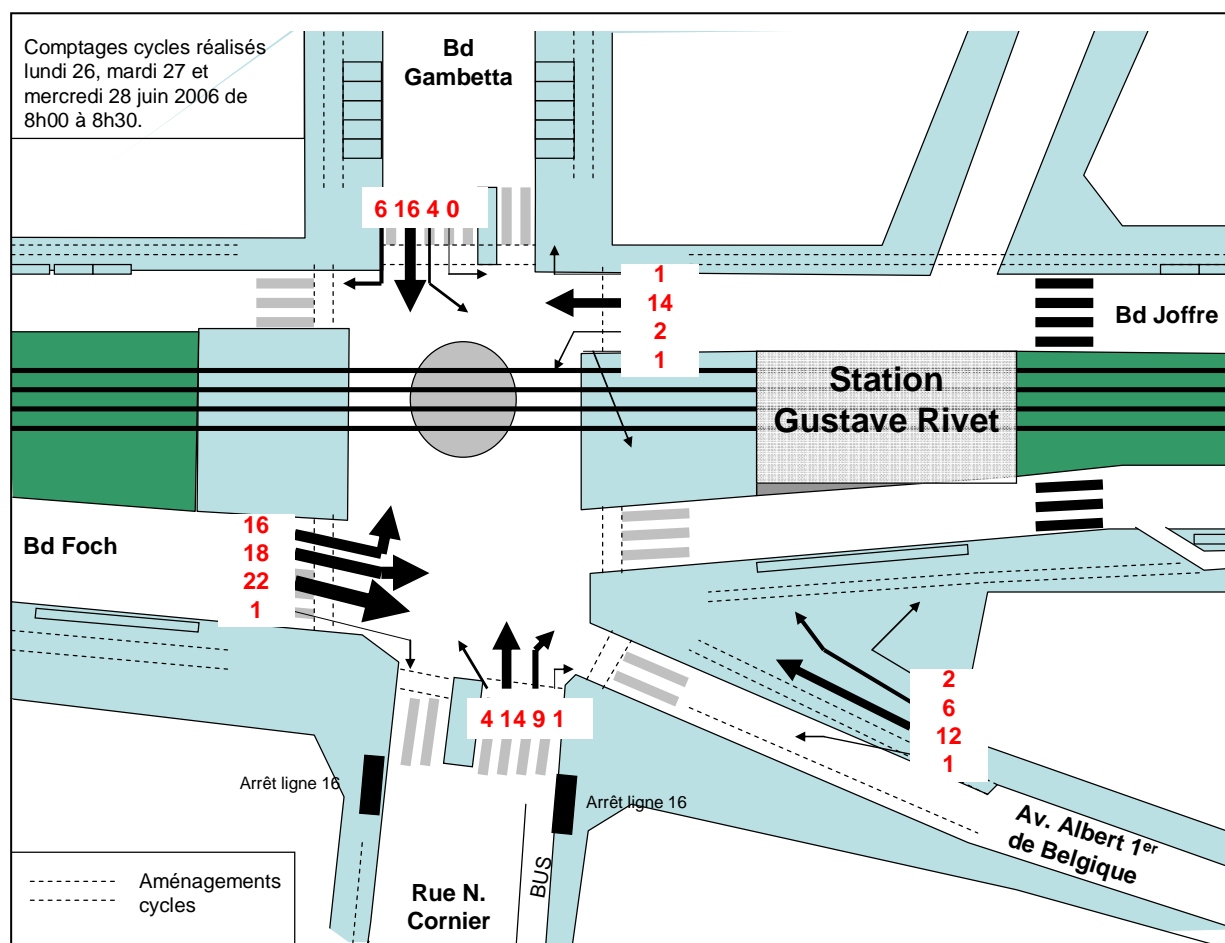 Comptages cycles réalisés
lundi 26, mardi 27 et
mercredi 28 juin 2006 de
8h00 à 8h30.
Bd
Gambetta
6 16 4 0
1
14
2
1
Bd Joffre
Station
Gustave Rivet
Bd Foch
16
18
22
1
4 14 9 1
2
6
12
1
Arrêt ligne 16
Arrêt ligne 16
Av. Albert 1er
de Belgique
BUS
Rue N.
Cornier
Aménagements
cycles